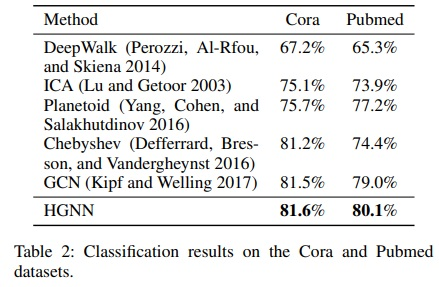 Method Cora Pubmed
DeepWalk (Perozzi, Al-Rfou, 67.2% 65.3%
and Skiena 2014)
ICA (Lu and Getoor 2003) 75.1% 73.9%
Planetoid (Yang, Cohen, and 75.7% 77.2%
Salakhutdinov 2016)
Chebyshev (Defferrard, Bres- 81.2% 74.4%
son, and Vandergheynst 2016)
GCN (Kipf and Welling 2017) 81.5% 79.0%
HGNN 81.6% 80.1%
Table 2: Classification results on the Cora and Pubmed
datasets.